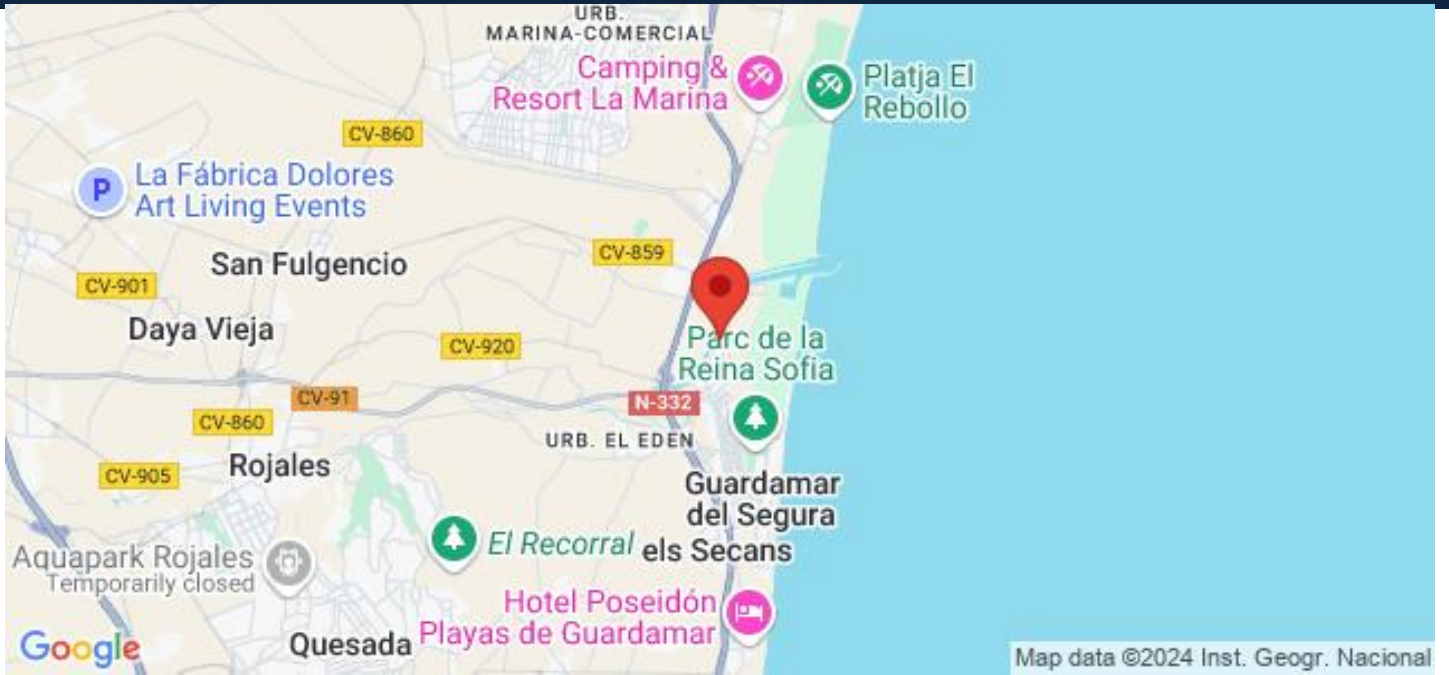 URB.
MARINA-COMERCIAL
Camping &
Resort La Marina
Platja El
Rebollo
CV-860
La Fábrica Dolores
Art Living Events
P
San Fulgencio
CV-859
CV-901
Daya Vieja
CV-920
Parc de la
Reina Sofia
CV-91
N-332
CV-860
URB. EL EDEN
Rojales
CV-905
Guardamar
del Segura
El Recorral
els Secans
Aquapark Rojales
Temporarily closed
Hotel Poseidón
Playas de Guardamar
Quesada
Google
Map data ©2024 Inst. Geogr. Nacional